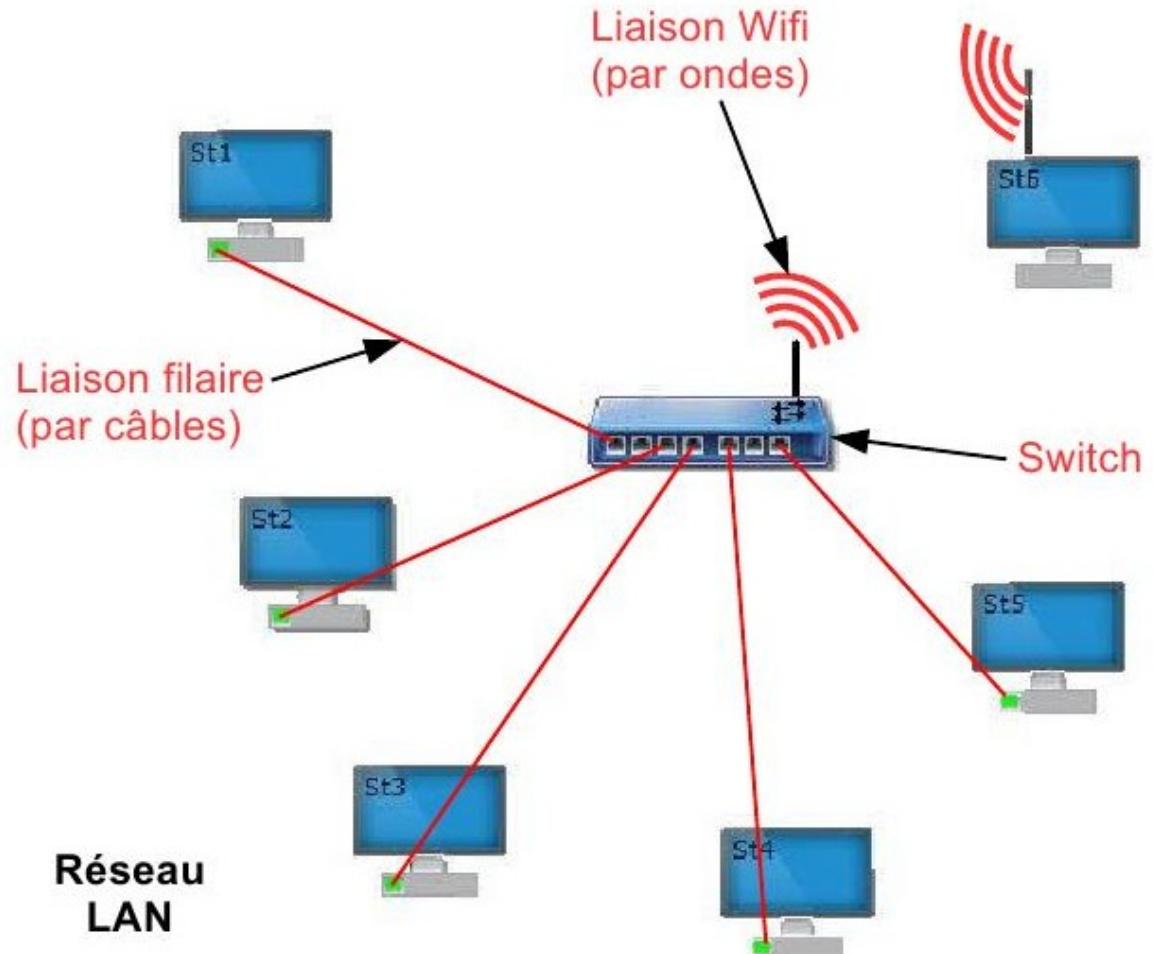 Liaison Wifi
(par ondes)
St1
St6
Liaison filaire
(par câbles)
Switch
St2
St5
St3
St4
Réseau
LAN